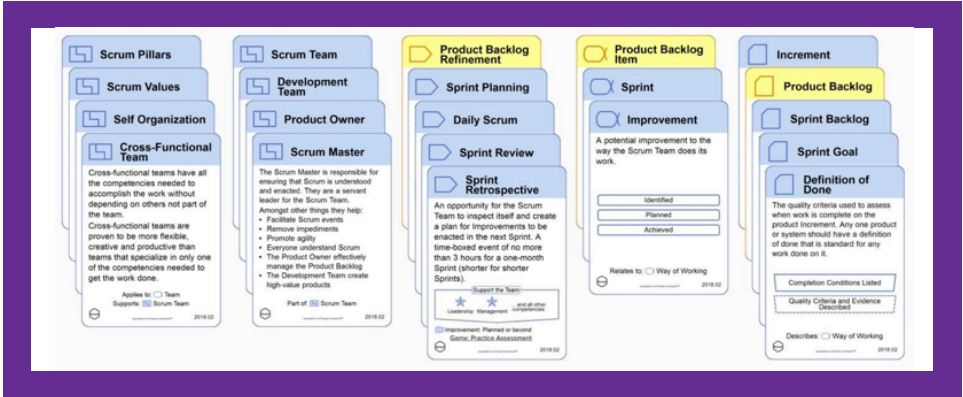 Scrum Pillars
Scrum Values
Self Organization
Cross-Functional
Team
Cross-functional teams have all
the competencies needed to
accomplish the work without
depending on others not part of
the team.
Cross-functional teams are
proven to be more flexible,
creative and productive than
teams that specialize in only one
of the competencies needed to
get the work done.
Applies to: Team
Supports: Scrum Team
2018.02
Scrum Team
Development
Team
Product Owner
Scrum Master
The Scrum Master is responsible for
ensuring that Scrum is understood
and enacted. They are a servant
leader for the Scrum Team.
Amongst other things they help:
• Facilitate Scrum events
• Remove impediments
• Promote agility
• Everyone understand Scrum
• The Product Owner effectively
manage the Product Backlog
• The Development Team create
high-value products
Part of: Scrum Team
2018.02
Product Backlog
Refinement
Sprint Planning
Daily Scrum
Sprint Review
Sprint
Retrospective
An opportunity for the Scrum
Team to inspect itself and create
a plan for Improvements to be
enacted in the next Sprint. A
time-boxed event of no more
than 3 hours for a one-month
Sprint (shorter for shorter
Sprints).
Support the Team
Leadership Management ... and all other
competencies
Improvement: Planned or beyond
Game: Practice Assessment
2018.02
Product Backlog
Item
Sprint
Improvement
A potential improvement to the
way the Scrum Team does its
work.
Identified
Planned
Achieved
Relates to: Way of Working
2018.02
Increment
Product Backlog
Sprint Backlog
Sprint Goal
Definition of
Done
The quality criteria used to assess
when work is complete on the
product Increment. Any one product
or system should have a definition
of done that is standard for any
work done on it.
Completion Conditions Listed
Quality Criteria and Evidence
Described
Describes: Way of Working
2018.02